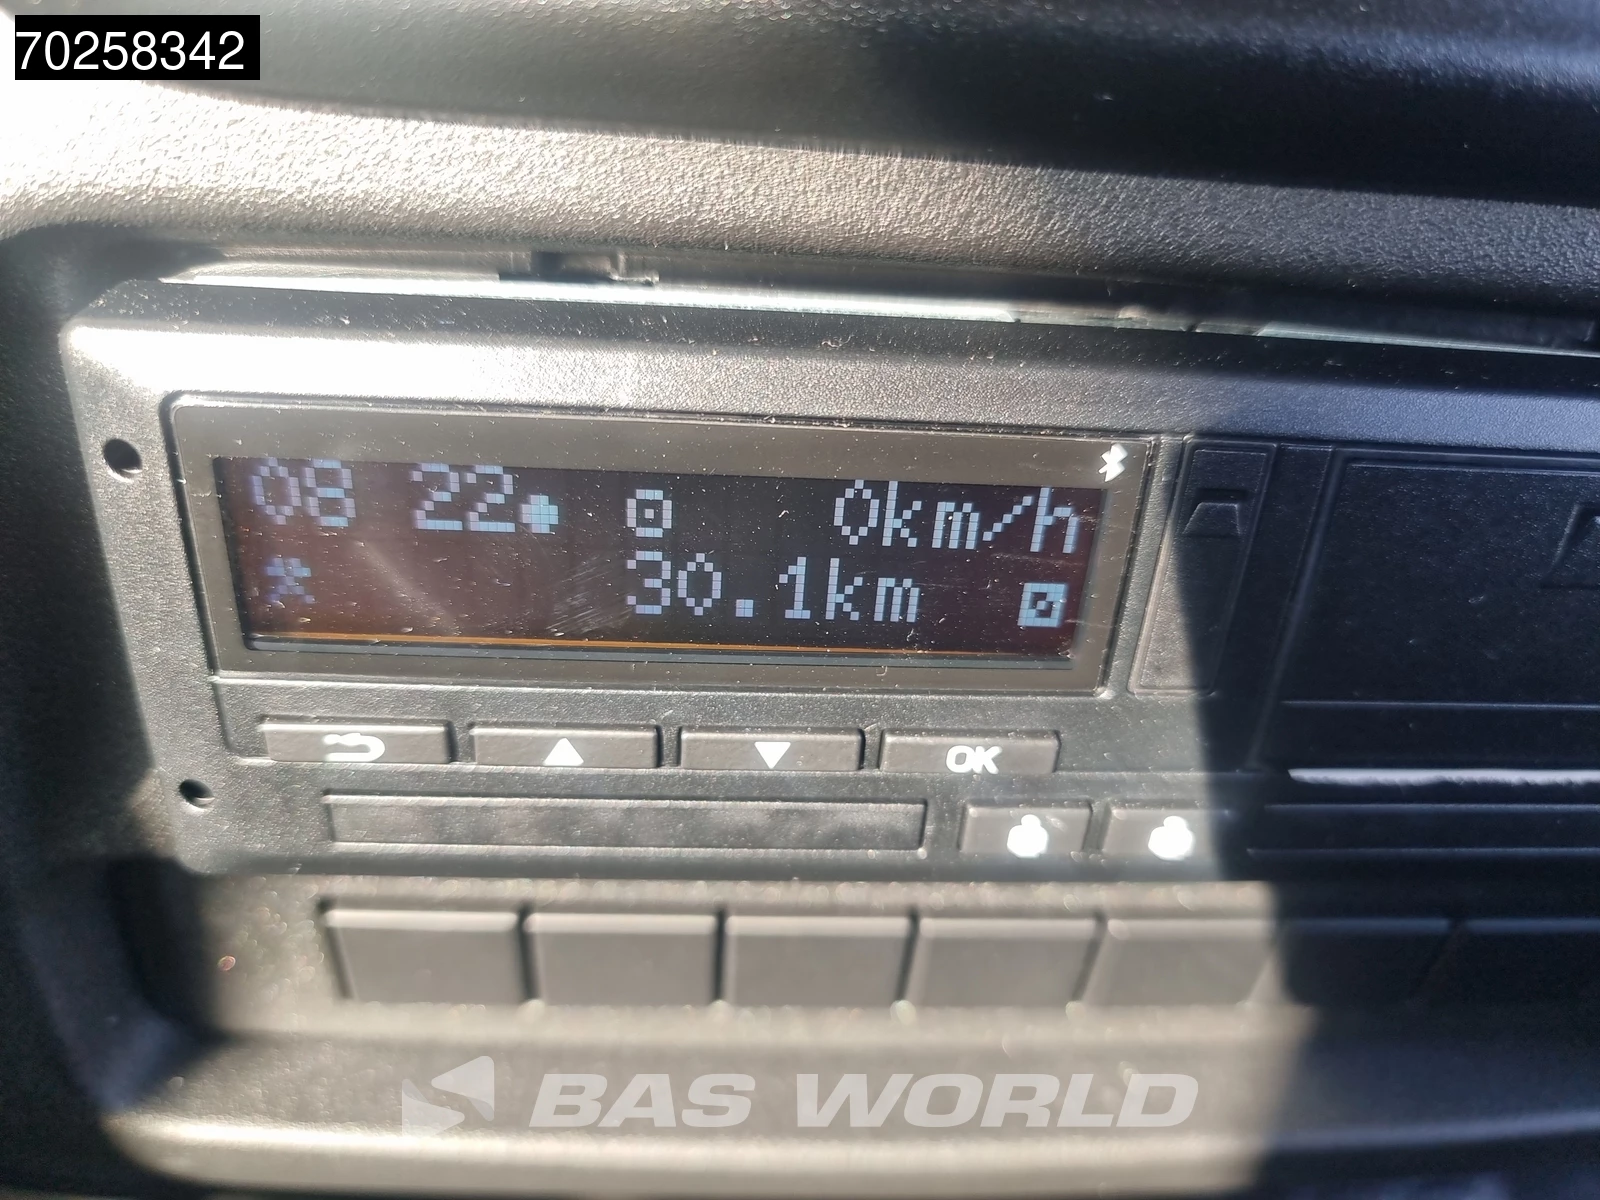 70258342
08 22 0km/h
30.1km
OK
BAS WORLD